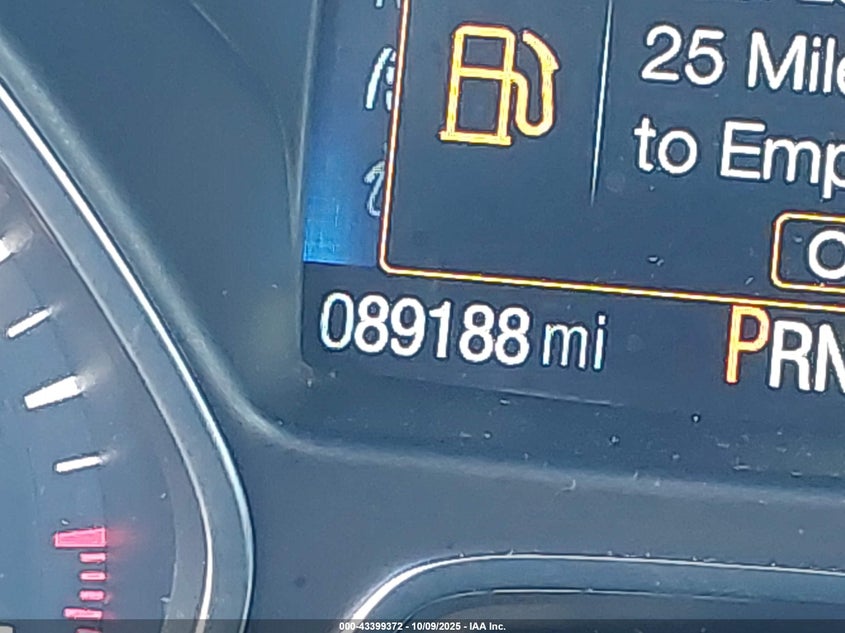 25 Mile
to Emp
O
089188 mi
PRN
000-43399372 - 10/09/2025 - IAA Inc.